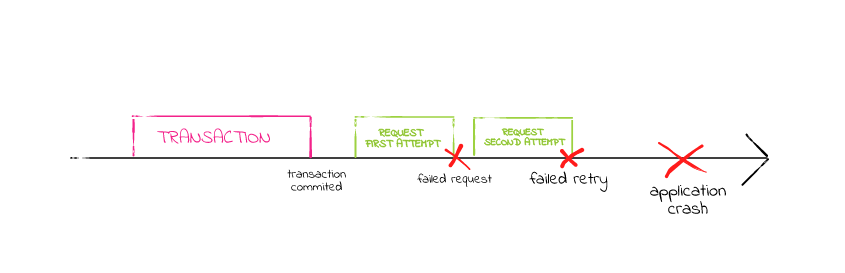 TRANSACTION
REQUEST
FIRST ATTEMPT
REQUEST
SECOND ATTEMPT
transaction
commited
failed request
failed retry
application
crash